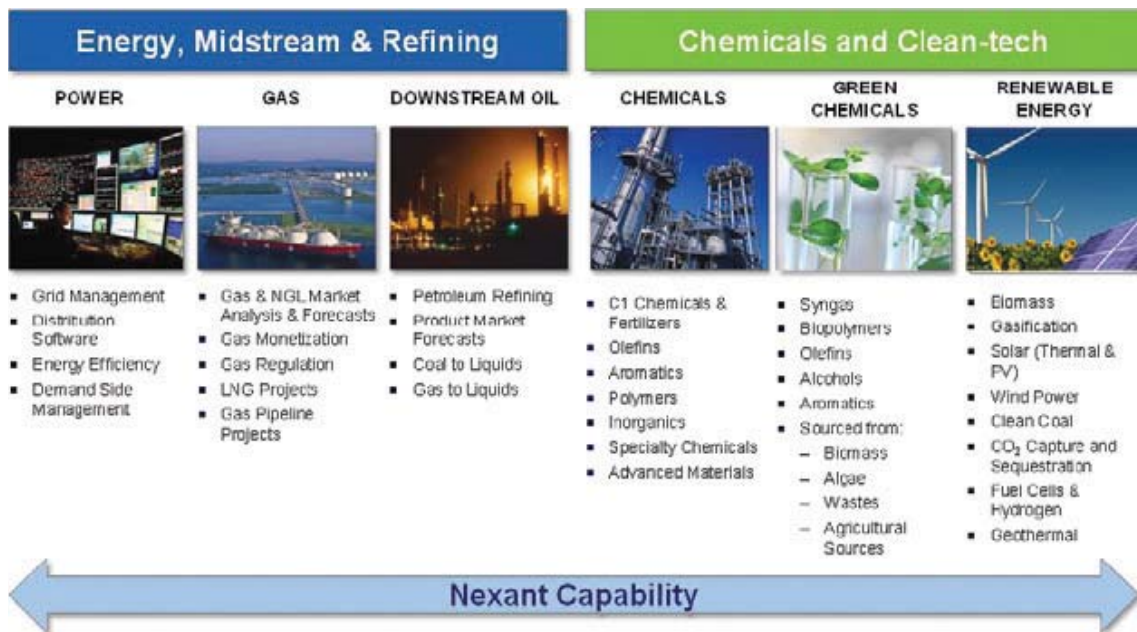 Energy, Midstream & Refining
Chemicals and Clean-tech
POWER
GAS
DOWNSTREAM OIL
CHEMICALS
GREEN
CHEMICALS
RENEWABLE
ENERGY
▪ Grid Management
▪ Distribution
Software
▪ Energy Efficiency
▪ Demand Side
Management
▪ Gas & NGL Market
Analysis & Forecasts
▪ Gas Monetization
▪ Gas Regulation
▪ LNG Projects
▪ Gas Pipeline
Projects
▪ Petroleum Refining
▪ Product Market
Forecasts
▪ Coal to Liquids
▪ Gas to Liquids
▪ C1 Chemicals &
Fertilizers
▪ Olefins
▪ Aromatics
▪ Polymers
▪ Inorganics
▪ Specialty Chemicals
▪ Advanced Materials
▪ Syngas
▪ Biopolymers
▪ Olefins
▪ Alcohols
▪ Aromatics
▪ Sourced from:
– Biomass
– Algae
– Wastes
– Agricultural
Sources
▪ Biomass
▪ Gasification
▪ Solar (Thermal &
PV)
▪ Wind Power
▪ Clean Coal
▪ CO₂ Capture and
Sequestration
▪ Fuel Cells &
Hydrogen
▪ Geothermal
Nexant Capability